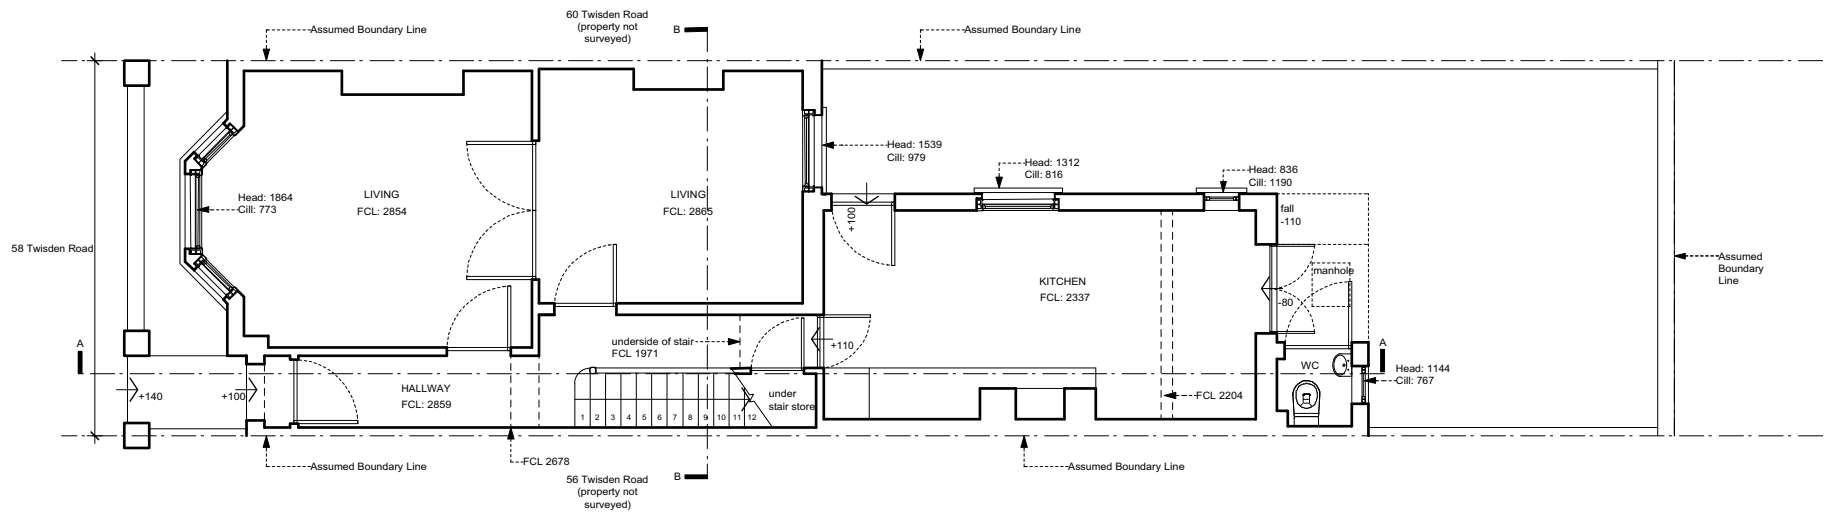 60 Twisden Road
(property not
surveyed)
B
Assumed Boundary Line
Assumed Boundary Line
Head: 1539
Cill: 979
Head: 1312
Cill: 816
Head: 836
Cill: 1190
Head: 1864
Cill: 773
LIVING
FCL: 2854
LIVING
FCL: 2865
+100
fall
-110
58 Twisden Road
Assumed
Boundary
Line
manhole
KITCHEN
FCL: 2337
-80
underside of stair
FCL 1971
+110
A
A
WC
Head: 1144
Cill: 767
HALLWAY
FCL: 2859
+140
+100
under
stair store
FCL 2204
1 2 3 4 5 6 7 8 9 10 11 12
Assumed Boundary Line
FCL 2678
Assumed Boundary Line
B
56 Twisden Road
(property not
surveyed)